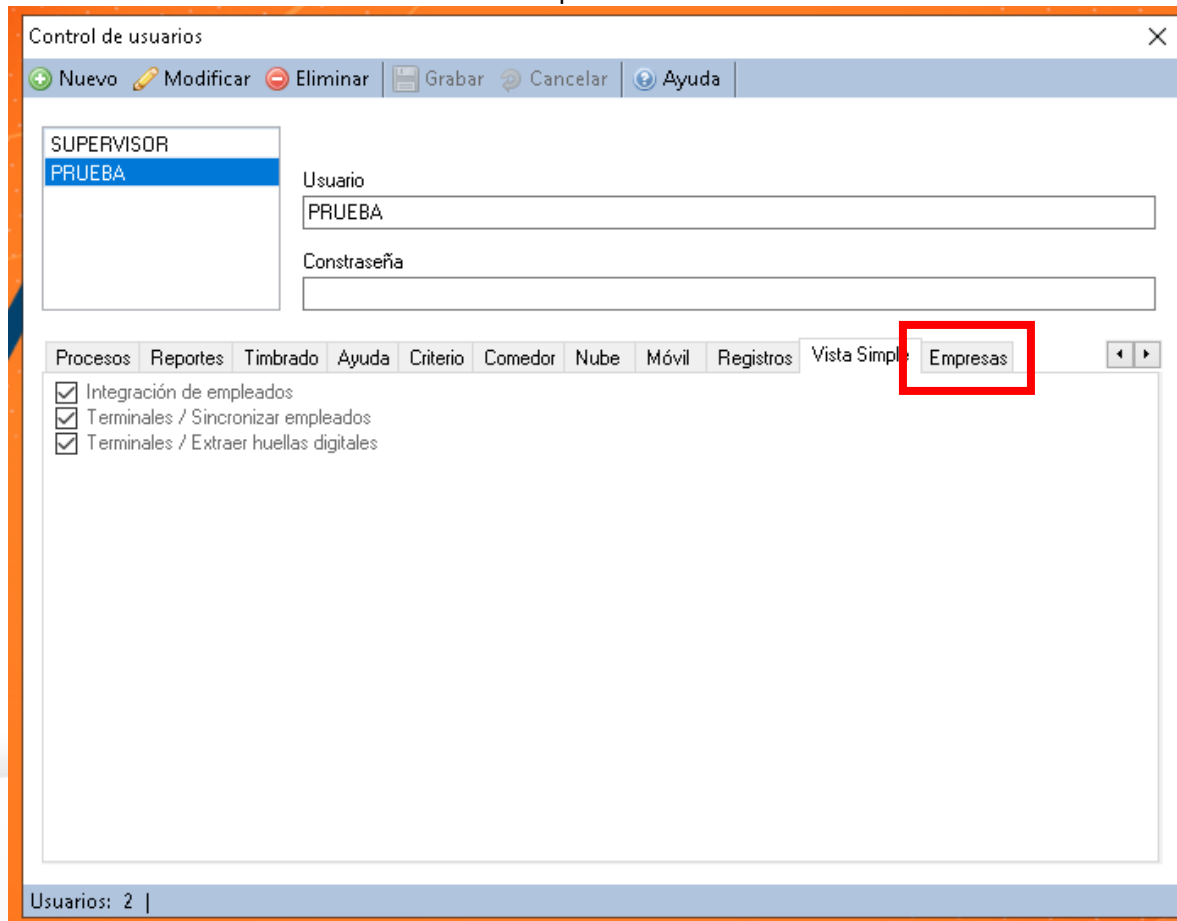 Control de usuarios
Nuevo Modificar Eliminar Grabar Cancelar Ayuda
SUPERVISOR
PRUEBA
Usuario
PRUEBA
Constraseña
Procesos Reportes Timbrado Ayuda Criterio Comedor Nube Móvil Registros Vista Simple Empresas
Integración de empleados
Terminales / Sincronizar empleados
Terminales / Extraer huellas digitales
Usuarios: 2 |